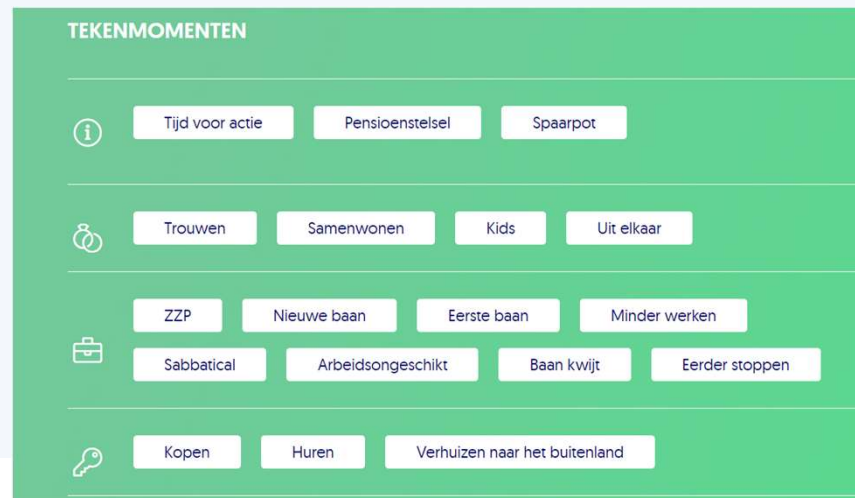 TEKENMOMENTEN
Tijd voor actie Pensioenstelsel Spaarpot
Trouwen Samenwonen Kids Uit elkaar
ZZP Nieuwe baan Eerste baan Minder werken
Sabbatical Arbeidsongeschikt Baan kwijt Eerder stoppen
Kopen Huren Verhuizen naar het buitenland